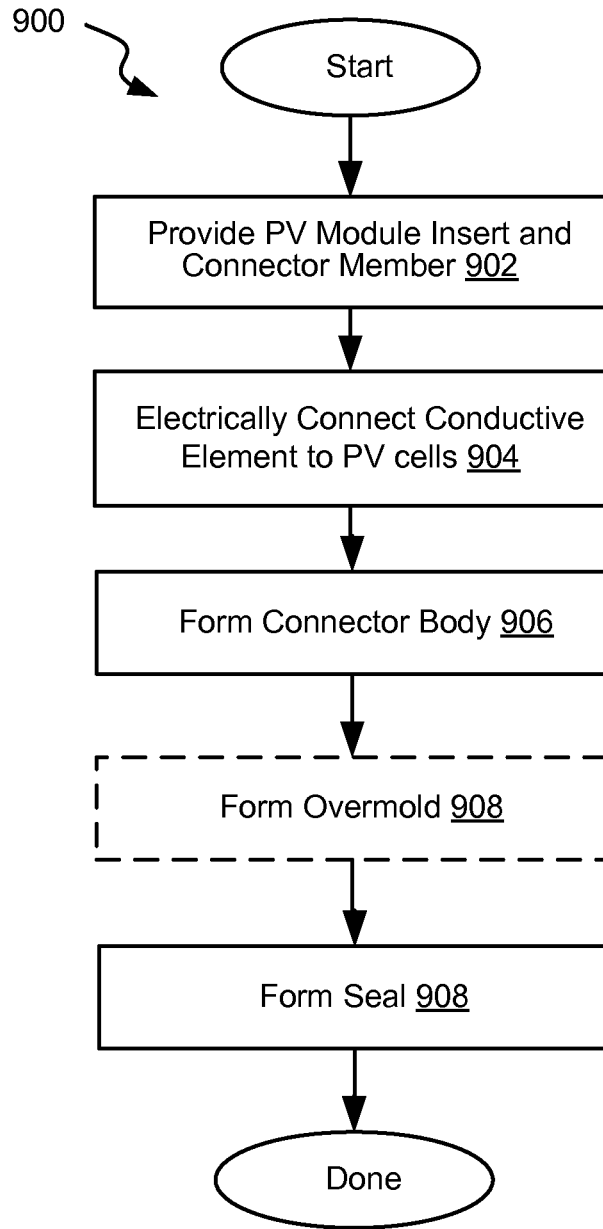 900
Start
Provide PV Module Insert and
Connector Member 902
Electrically Connect Conductive
Element to PV cells 904
Form Connector Body 906
Form Overmold 908
Form Seal 908
Done